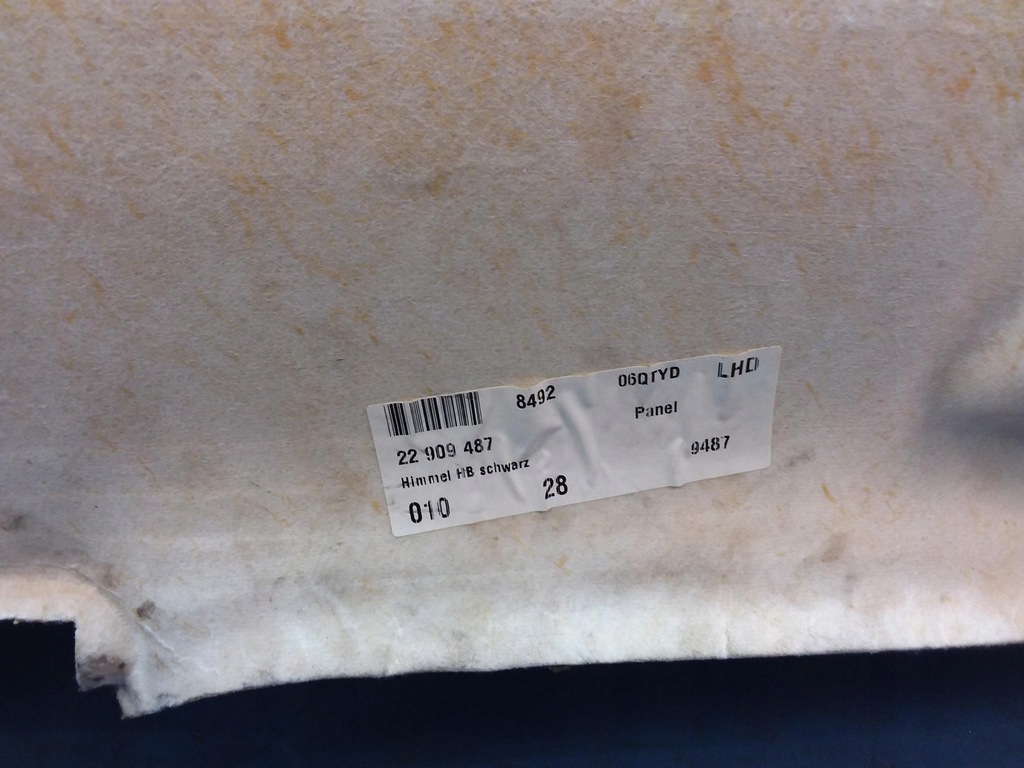 8492 06QTYD LHD
Panel
22 909 487 9487
Himmel HB schwarz
010 28